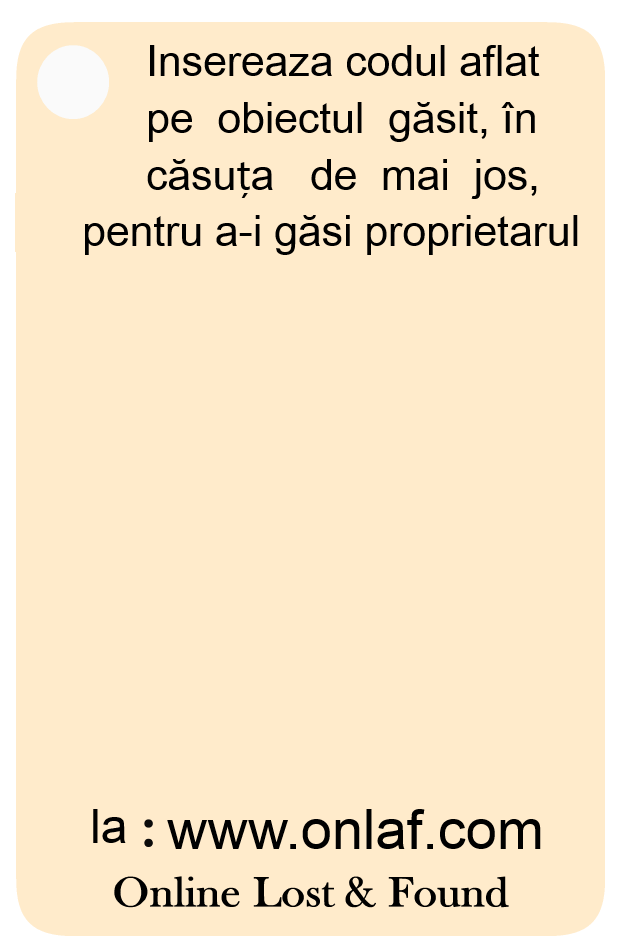 Insereaza codul aflat
pe obiectul găsit, în
căsuța de mai jos,
pentru a-i găsi proprietarul
la : www.onlaf.com
Online Lost & Found